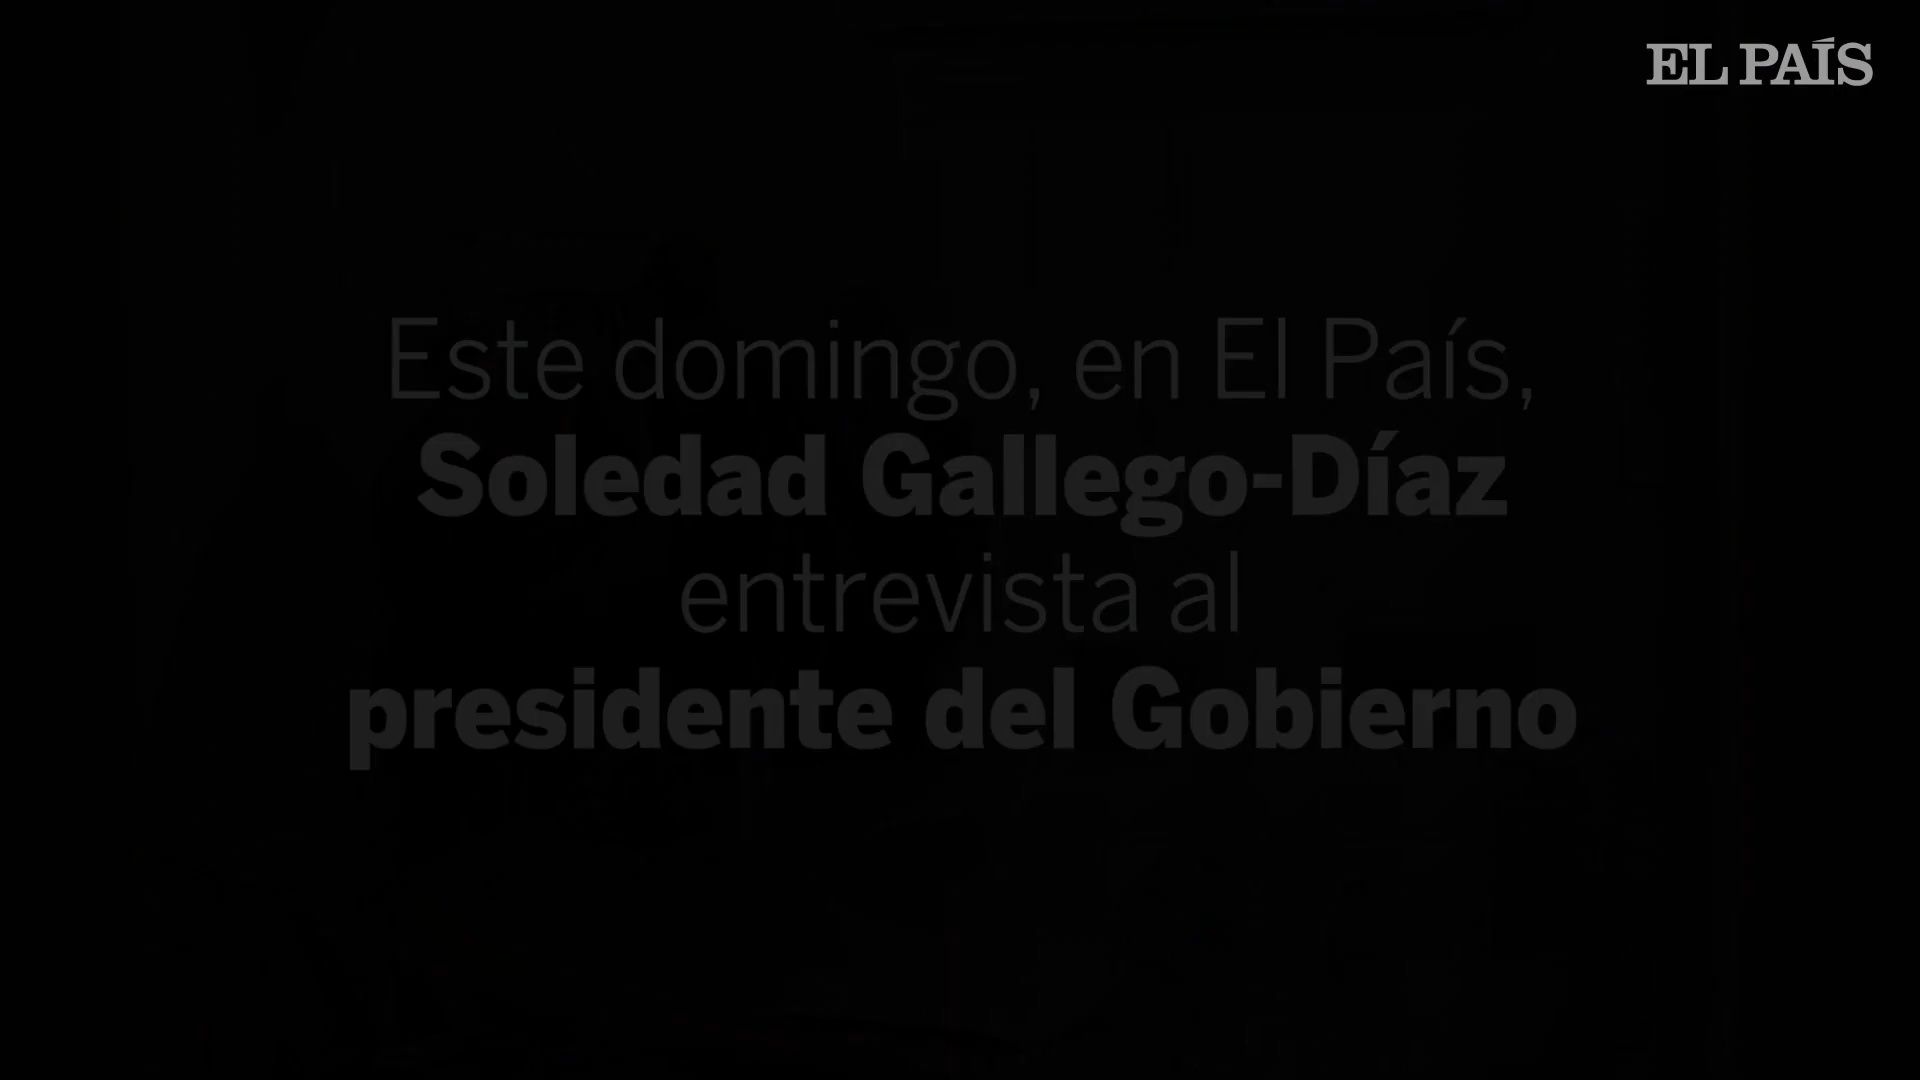 EL PAÍS
Este domingo, en El País,
Soledad Gallego-Díaz
entrevista al
presidente del Gobierno